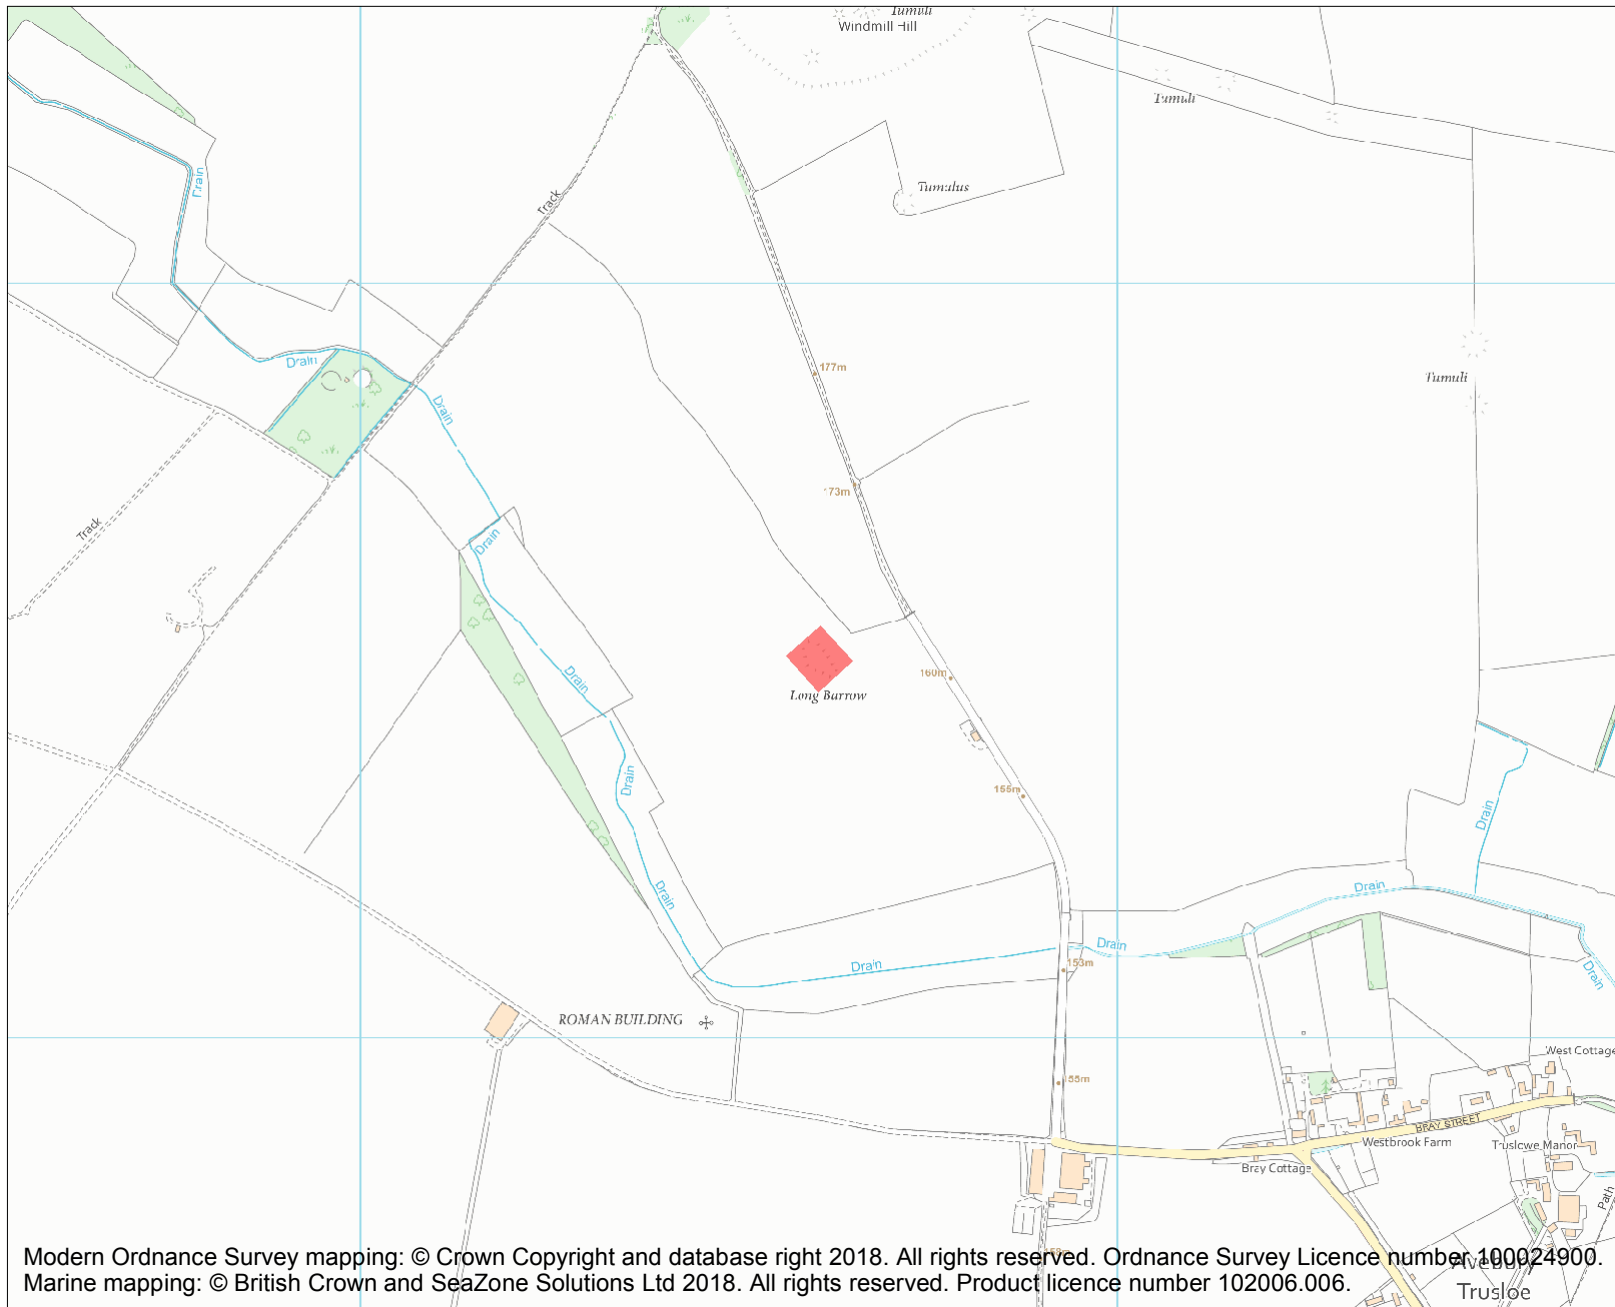 Tumuli
Windmill Hill
Tumuli
Drain
Tumulus
Track
Drain
177m
Tumuli
Drain
173m
Track
Drain
160m
Drain
Long Barrow
Drain
155m
Drain
Drain
Drain
Drain
Drain
153m
Drain
ROMAN BUILDING
West Cottage
155m
BRAY STREET
Westbrook Farm
Truslowe Manor
Bray Cottage
Path
Modern Ordnance Survey mapping: © Crown Copyright and database right 2018. All rights reserved. Ordnance Survey Licence number 100024900.
Marine mapping: © British Crown and SeaZone Solutions Ltd 2018. All rights reserved. Product licence number 102006.006.
Avebury
Trusloe